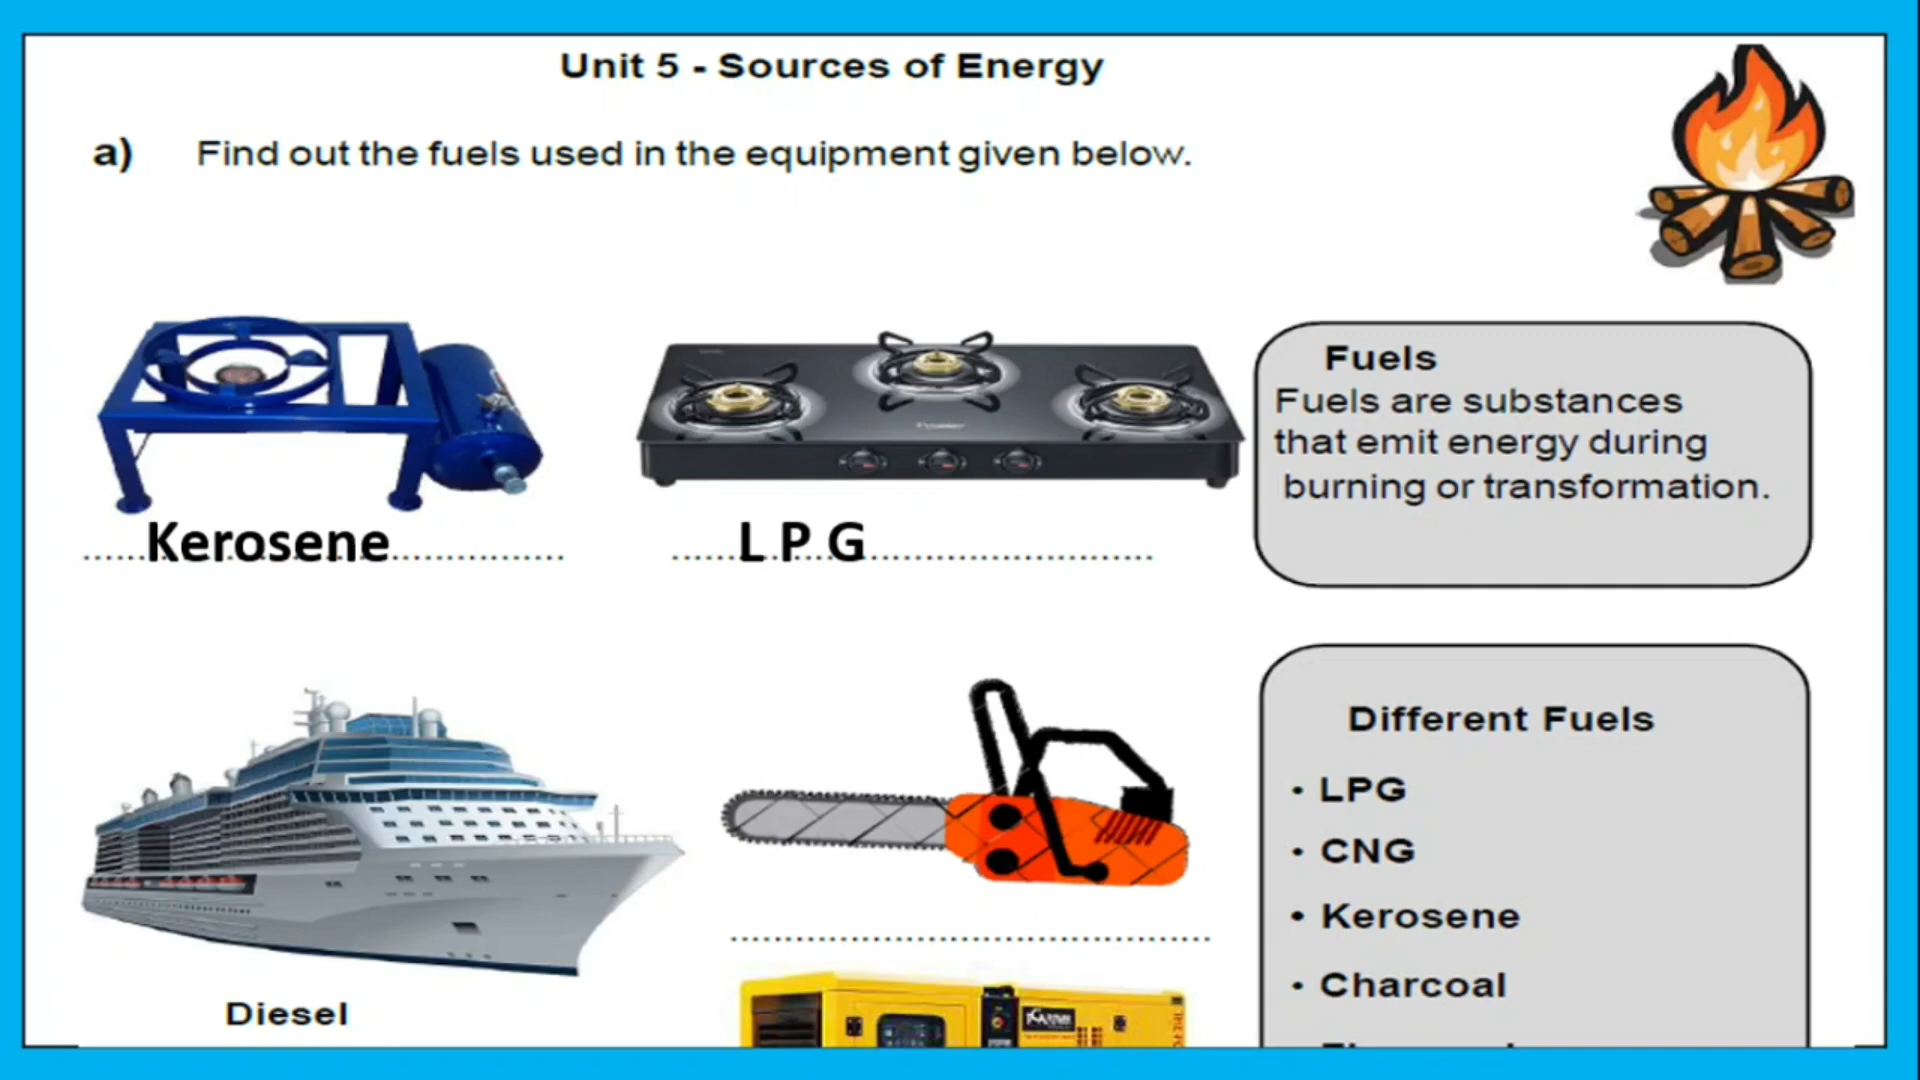 Unit 5 - Sources of Energy
a) Find out the fuels used in the equipment given below.
Kerosene
L P G
Fuels
Fuels are substances
that emit energy during
burning or transformation.
Diesel
Different Fuels
• LPG
• CNG
• Kerosene
• Charcoal